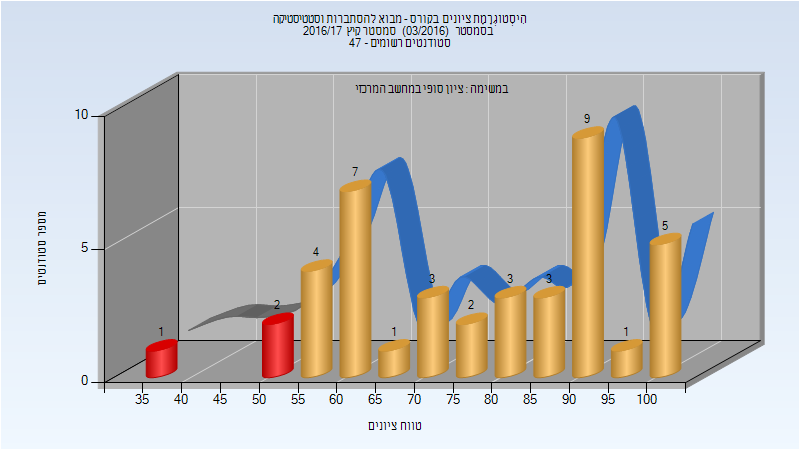 היסטוגרמת ציונים בקורס - מבוא להסתברות וסטטיסטיקה
בסמסטר (03/2016) סמסטר קיץ 2016/17
סטודנטים רשומים - 47
במשימה : ציון סופי במחשב המרכזי
10
5
0
מספר סטודנטים
1
2
4
7
1
3
2
3
3
9
1
5
35 40 45 50 55 60 65 70 75 80 85 90 95 100
טווח ציונים